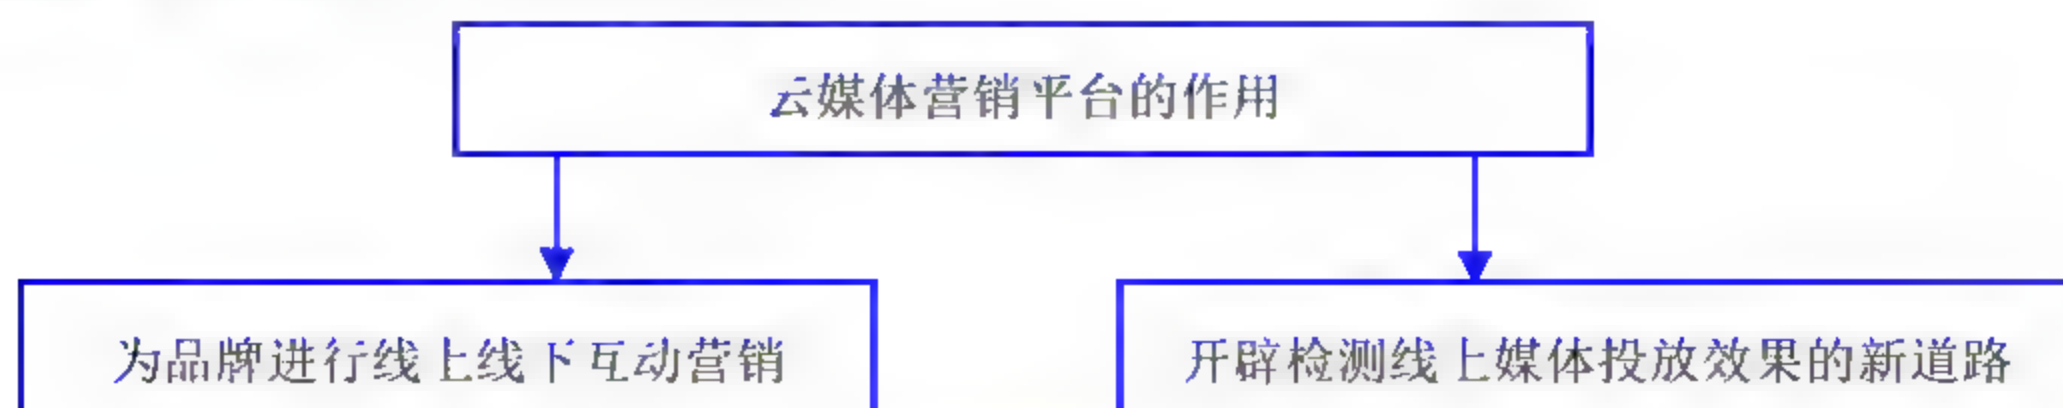 云媒体营销平台的作用
为品牌进行线上线下互动营销
开辟检测线上媒体投放效果的新道路